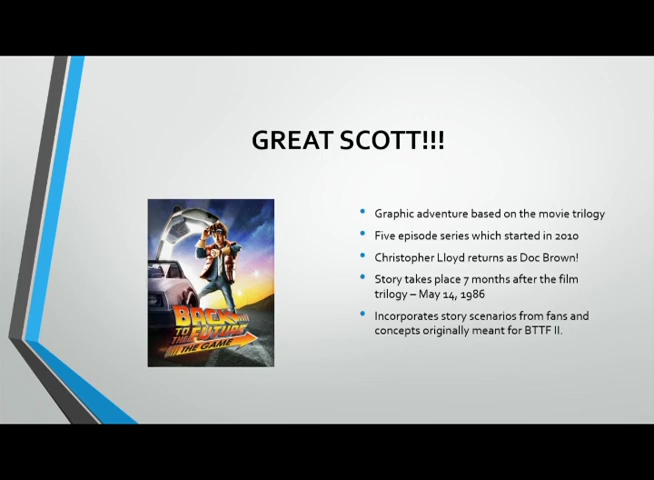 GREAT SCOTT!!!
Graphic adventure based on the movie trilogy
Five episode series which started in 2010
Christopher Lloyd returns as Doc Brown!
Story takes place 7 months after the film
trilogy – May 14, 1986
Incorporates story scenarios from fans and
concepts originally meant for BTTF II.
BACK
TO THE FUTURE
THE GAME